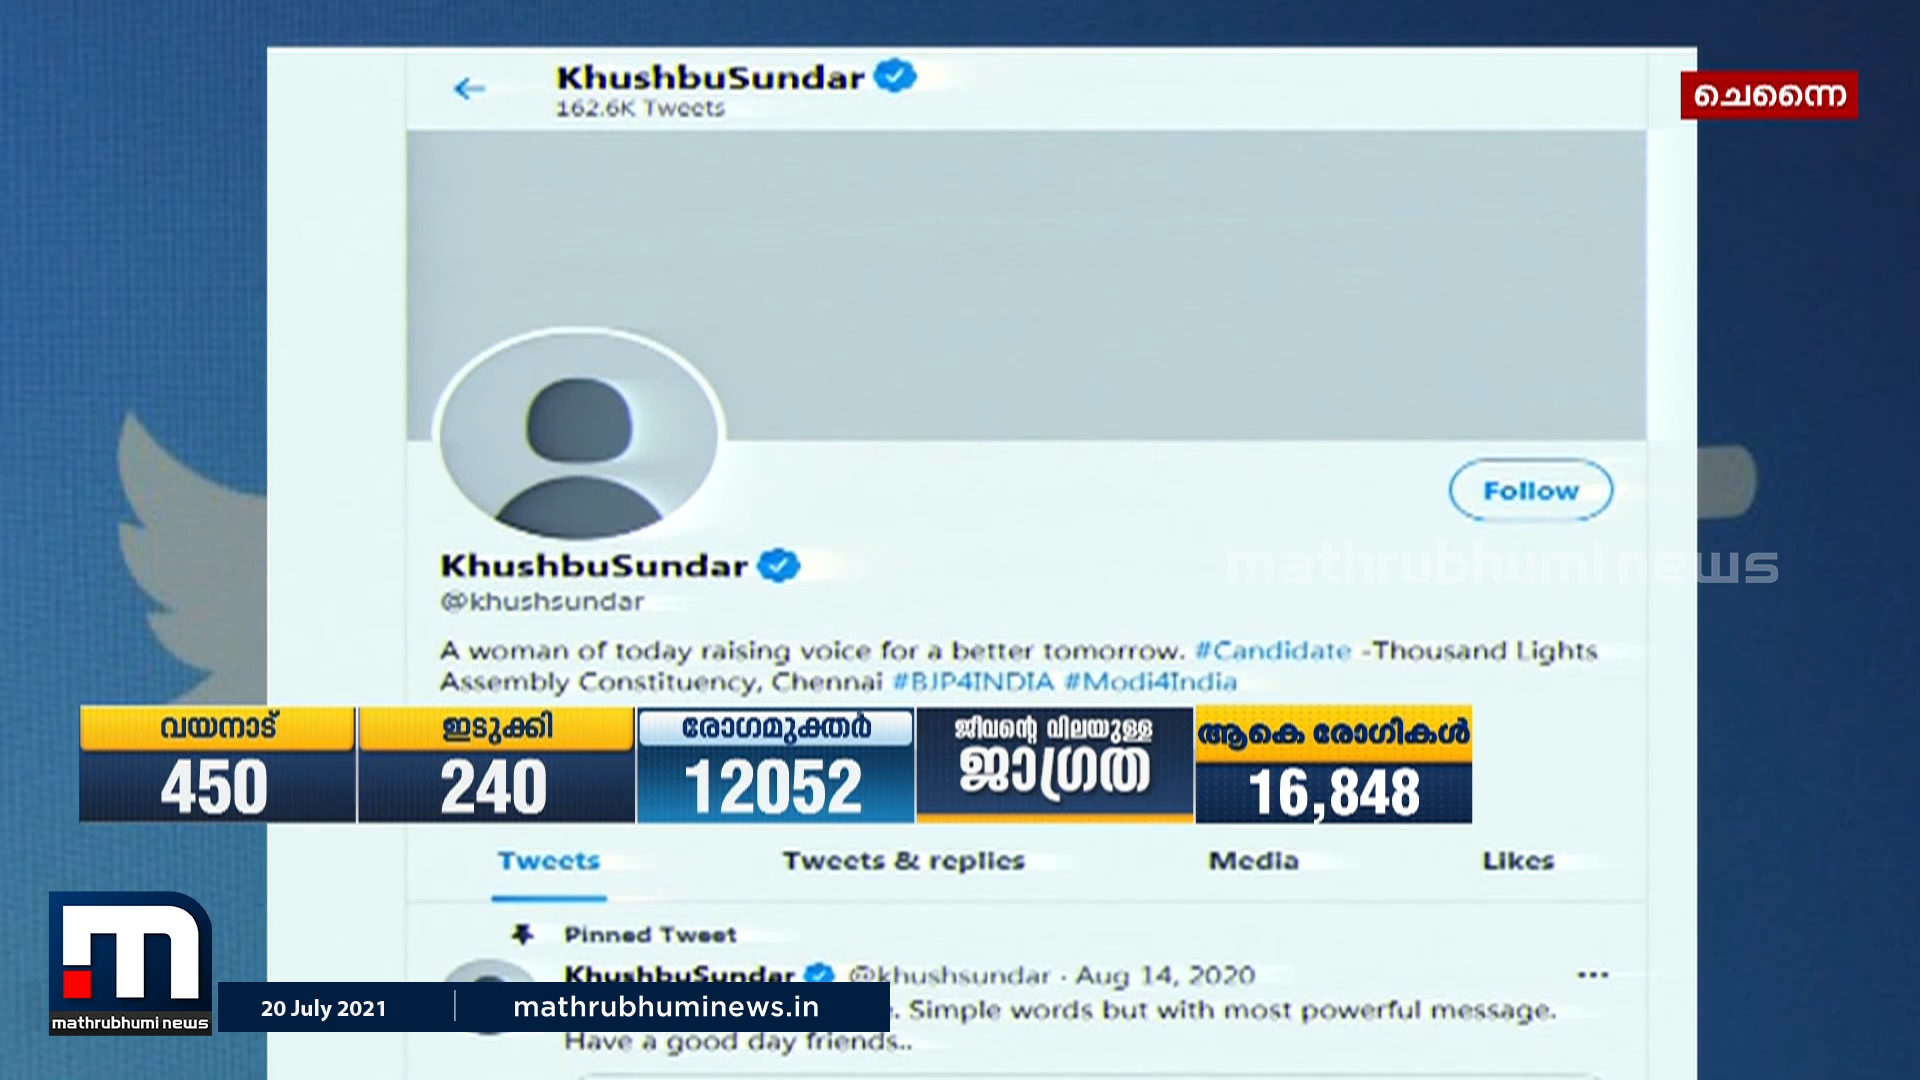 KhushbuSundar
162.6K Tweets
ചെന്നൈ
Follow
KhushbuSundar
@khushsundar
mathrubhumi news
A woman of today raising voice for a better tomorrow. #Candidate -Thousand Lights
Assembly Constituency, Chennai #BJP4INDIA #Modi4India
വയനാട്
450
ഇടുക്കി
240
രോഗമുക്തർ
12052
ജീവന്റെ വിലയുള്ള
ജാഗ്രത
ആകെ രോഗികൾ
16,848
Tweets
Tweets & replies
Media
Likes
Pinned Tweet
KhushbuSundar @khushsundar · Aug 14, 2020
. Simple words but with most powerful message.
Have a good day friends..
mathrubhumi news
20 July 2021
mathrubhuminews.in